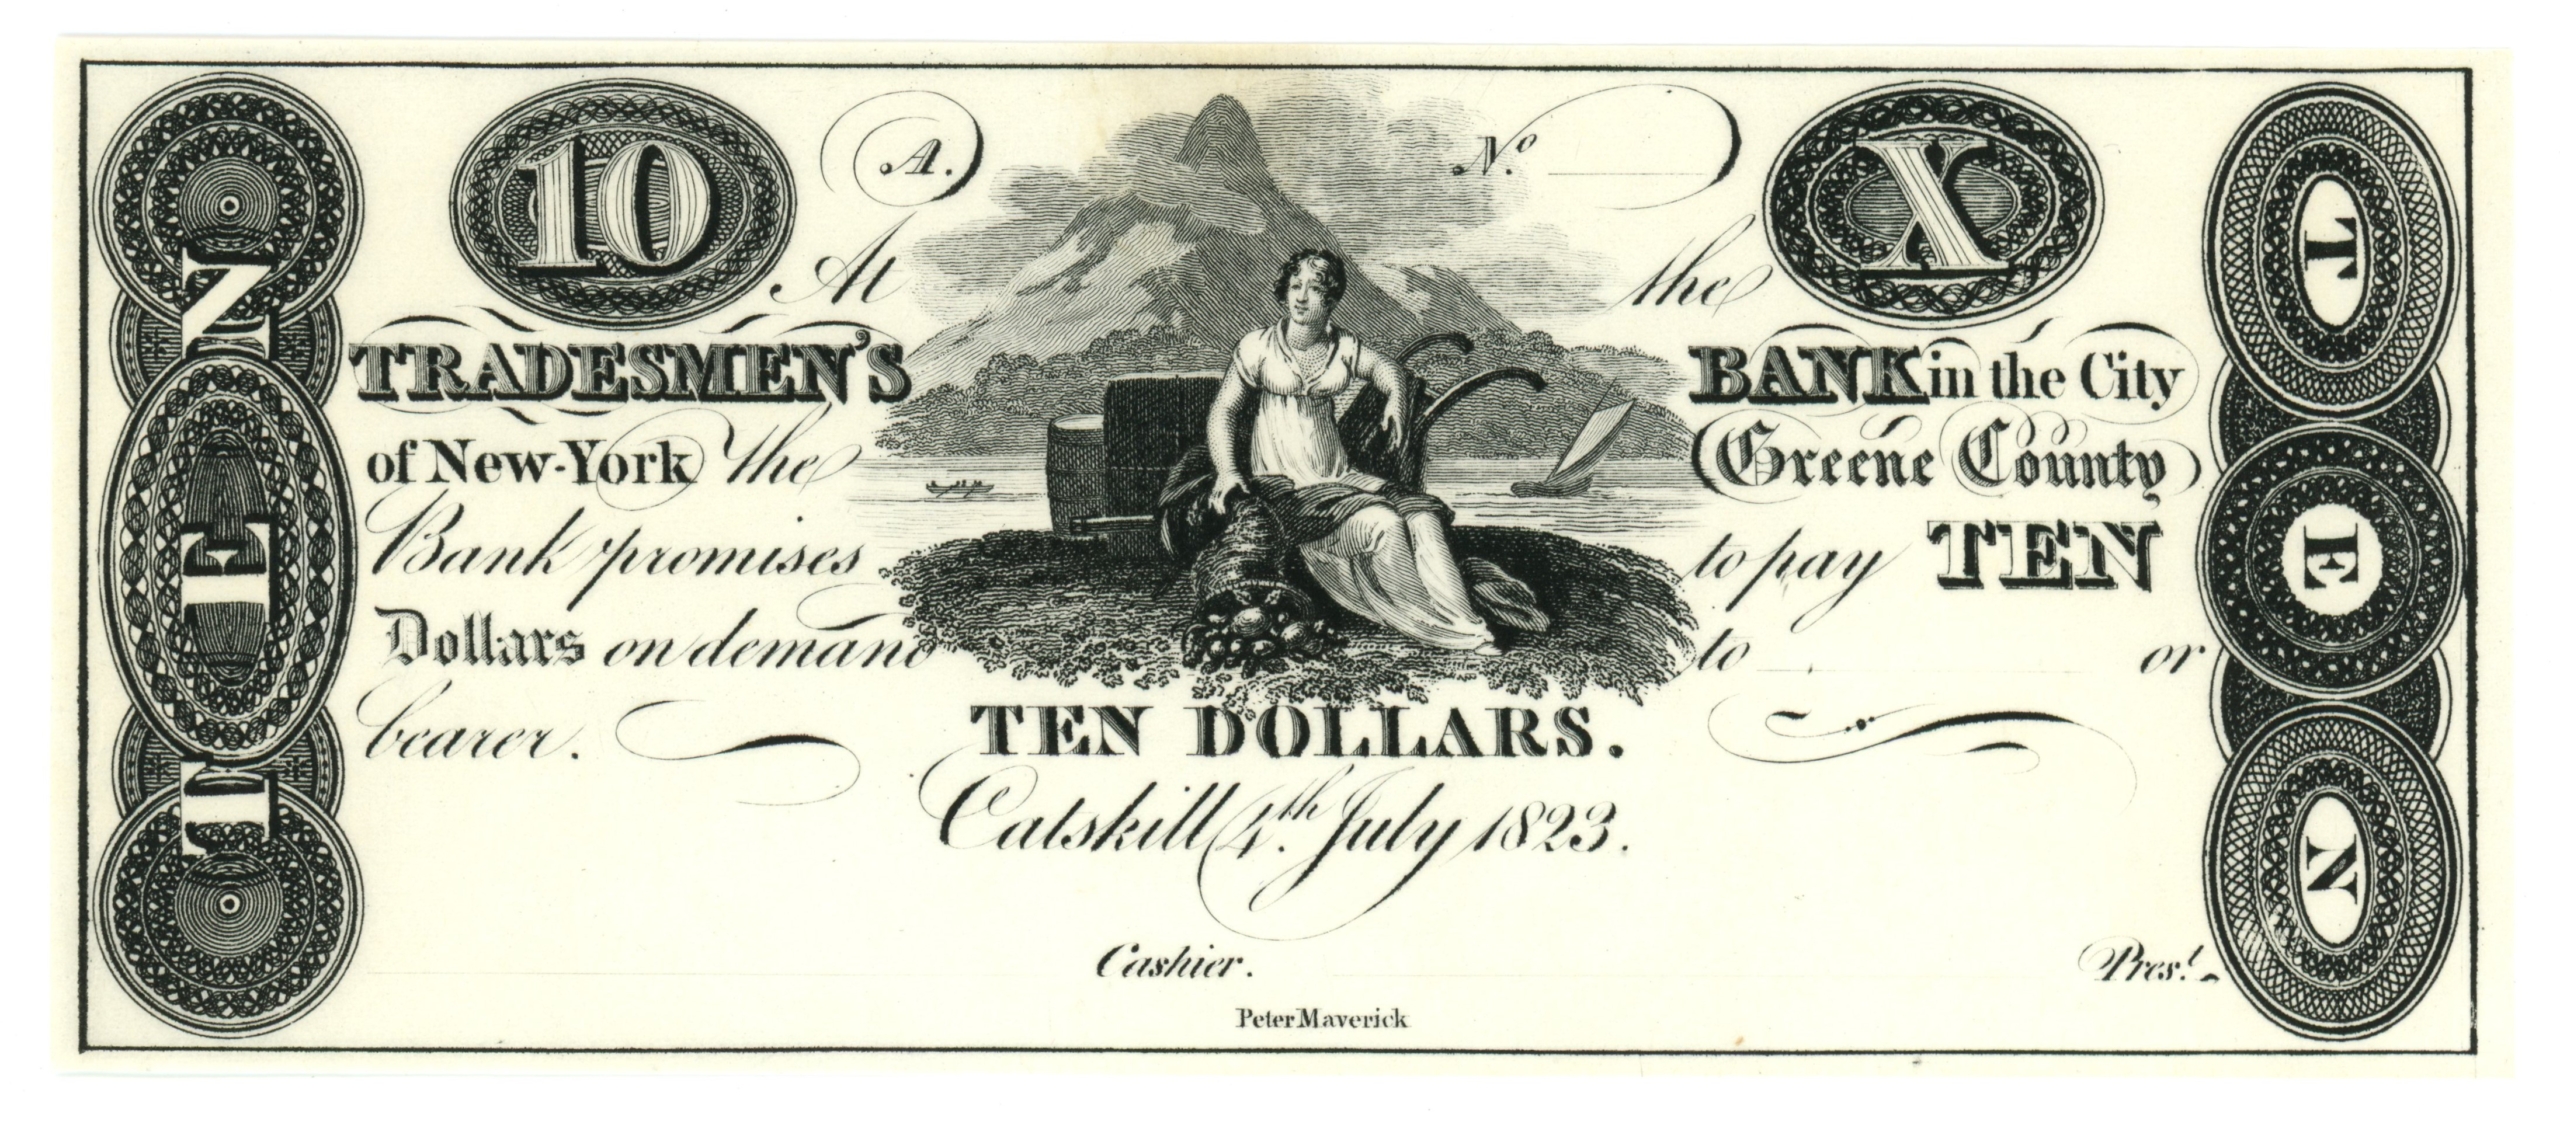 10 A. No X
At the
TRADESMEN'S BANK in the City
of New-York The Greene County
Bank promises to pay TEN
Dollars on demand to or
bearer.
TEN DOLLARS.
Catskill 4th. July 1823.
Cashier. Prest.
Peter Maverick
TEN
TEN